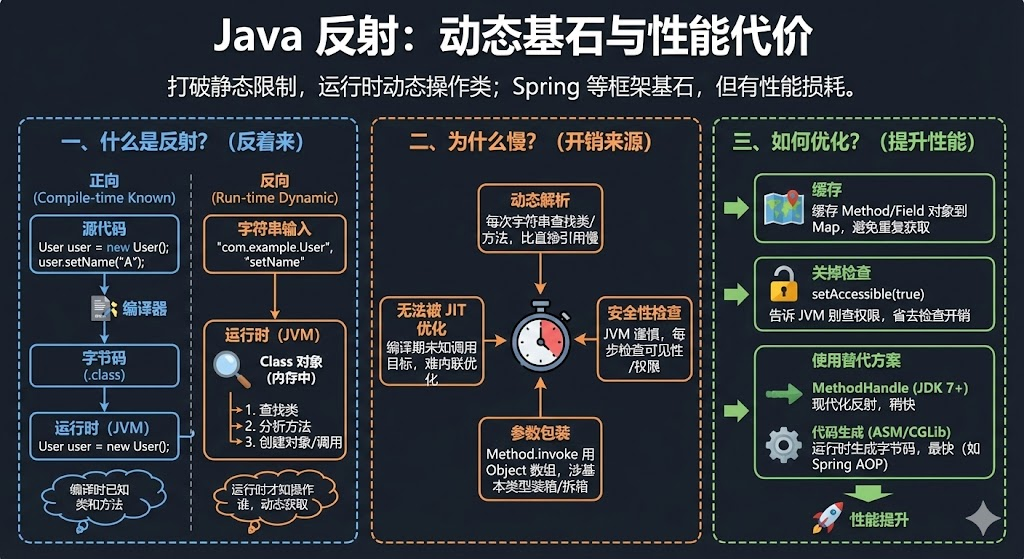 Java 反射：动态基石与性能代价
打破静态限制，运行时动态操作类；Spring 等框架基石，但有性能损耗。
一、什么是反射？（反着来）
正向
(Compile-time Known)
源代码
User user = new User();
user.setName("A");
编译器
字节码
(.class)
运行时（JVM）
User user = new User();
编译时已知
类和方法
反向
(Run-time Dynamic)
字符串输入
"com.example.User",
"setName"
运行时（JVM）
Class 对象
（内存中）
1. 查找类
2. 分析方法
3. 创建对象/调用
运行时才知操作
谁，动态获取
二、为什么慢？（开销来源）
动态解析
每次字符串查找类/
方法，比直接引用慢
无法被 JIT
优化
编译期未知调用
目标，难内联优
化
安全性检查
JVM 谨慎，每
步检查可见性
/权限
参数包装
Method.invoke 用
Object 数组，涉基
本类型装箱/拆箱
三、如何优化？（提升性能）
缓存
缓存 Method/Field 对象到
Map，避免重复获取
关掉检查
setAccessible(true)
告诉 JVM 别查权限，省去检查开销
使用替代方案
MethodHandle (JDK 7+)
现代化反射，稍快
代码生成 (ASM/CGLib)
运行时生成字节码，最快（如
Spring AOP）
性能提升